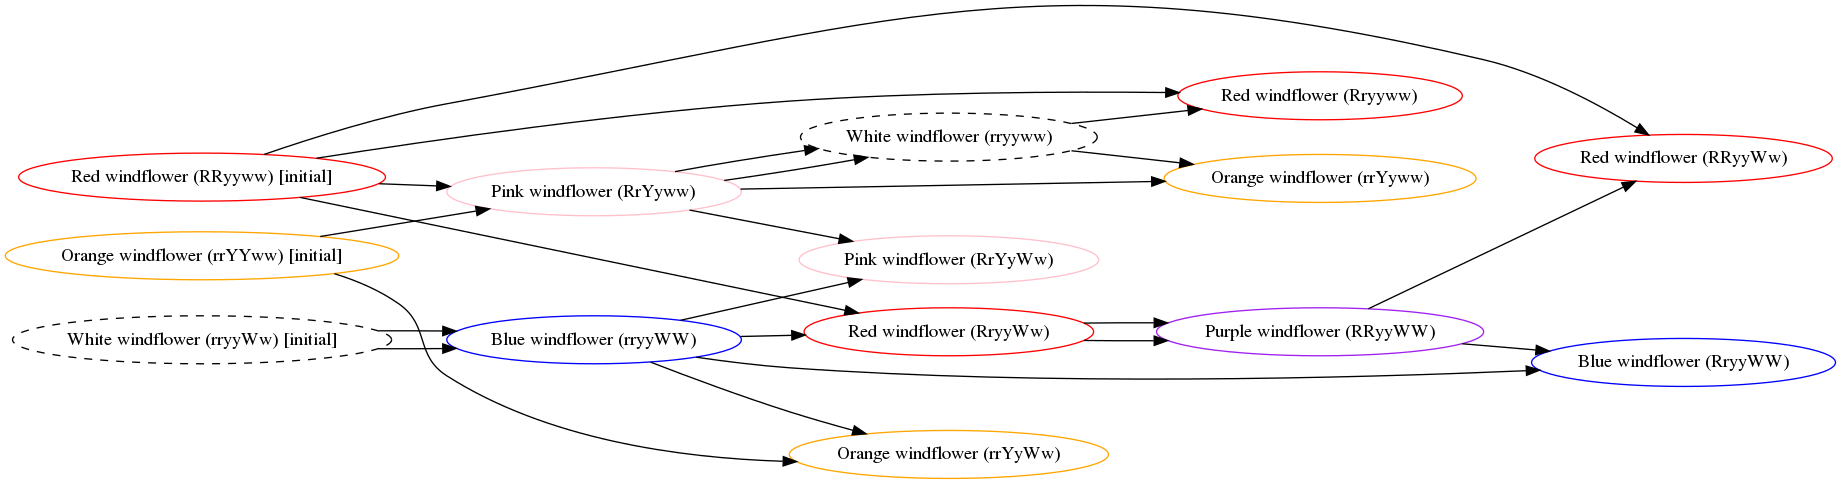 Red windflower (RRyyww) [initial]
Orange windflower (rrYYww) [initial]
White windflower (rryyWw) [initial]
Pink windflower (RrYyww)
Blue windflower (rryyWW)
White windflower (rryyww)
Pink windflower (RrYyWw)
Red windflower (RryyWw)
Orange windflower (rrYyWw)
Red windflower (Rryyww)
Orange windflower (rrYyww)
Purple windflower (RRyyWW)
Red windflower (RRyyWw)
Blue windflower (RryyWW)